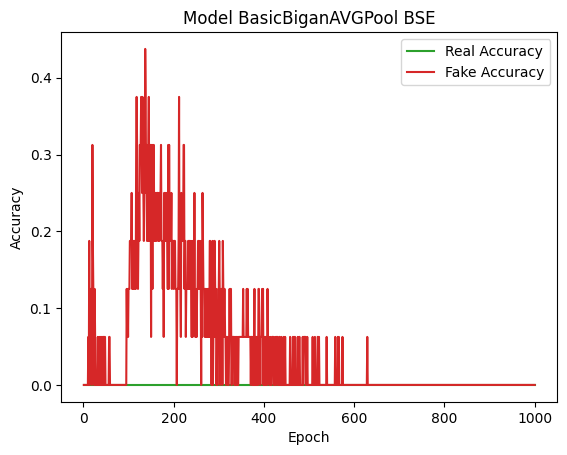 Model BasicBiganAVGPool BSE
Real Accuracy
Fake Accuracy
Accuracy
0.4
0.3
0.2
0.1
0.0
0
200
400
600
800
1000
Epoch